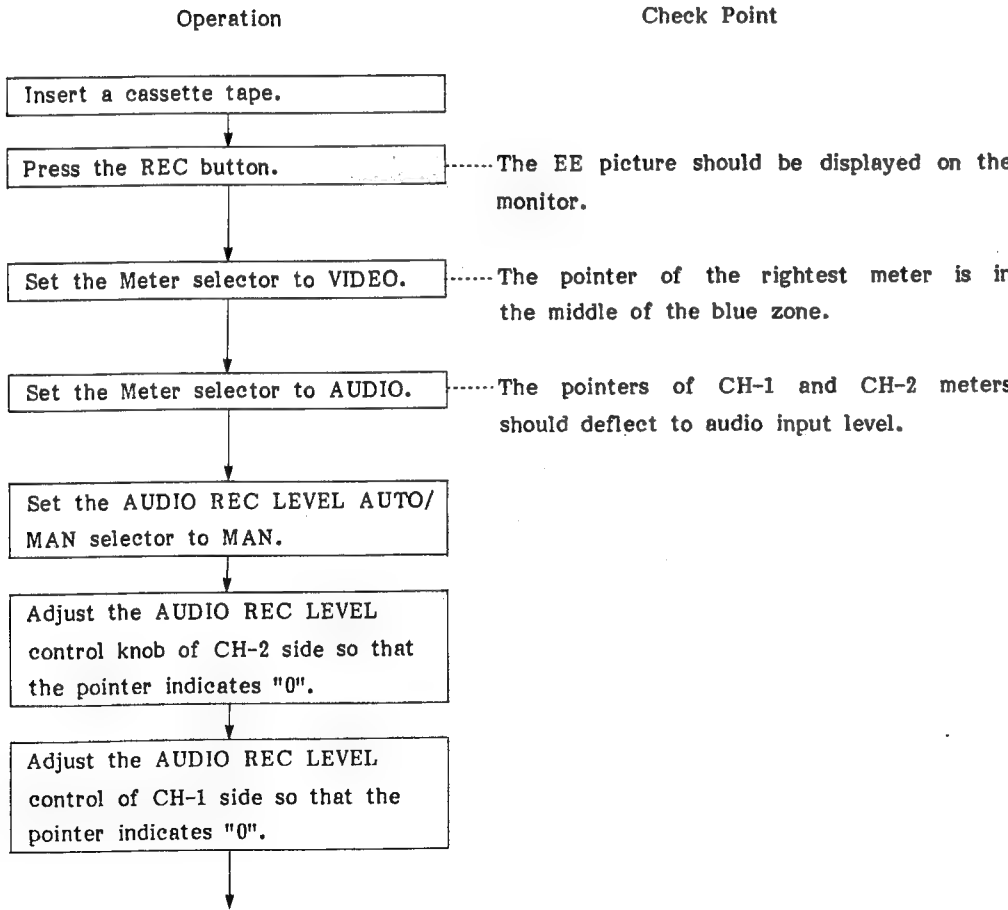 Operation
Check Point
Insert a cassette tape.
Press the REC button.
The EE picture should be displayed on the
monitor.
Set the Meter selector to VIDEO.
The pointer of the rightest meter is in
the middle of the blue zone.
Set the Meter selector to AUDIO.
The pointers of CH-1 and CH-2 meters
should deflect to audio input level.
Set the AUDIO REC LEVEL AUTO/
MAN selector to MAN.
Adjust the AUDIO REC LEVEL
control knob of CH-2 side so that
the pointer indicates "0".
Adjust the AUDIO REC LEVEL
control of CH-1 side so that the
pointer indicates "0".